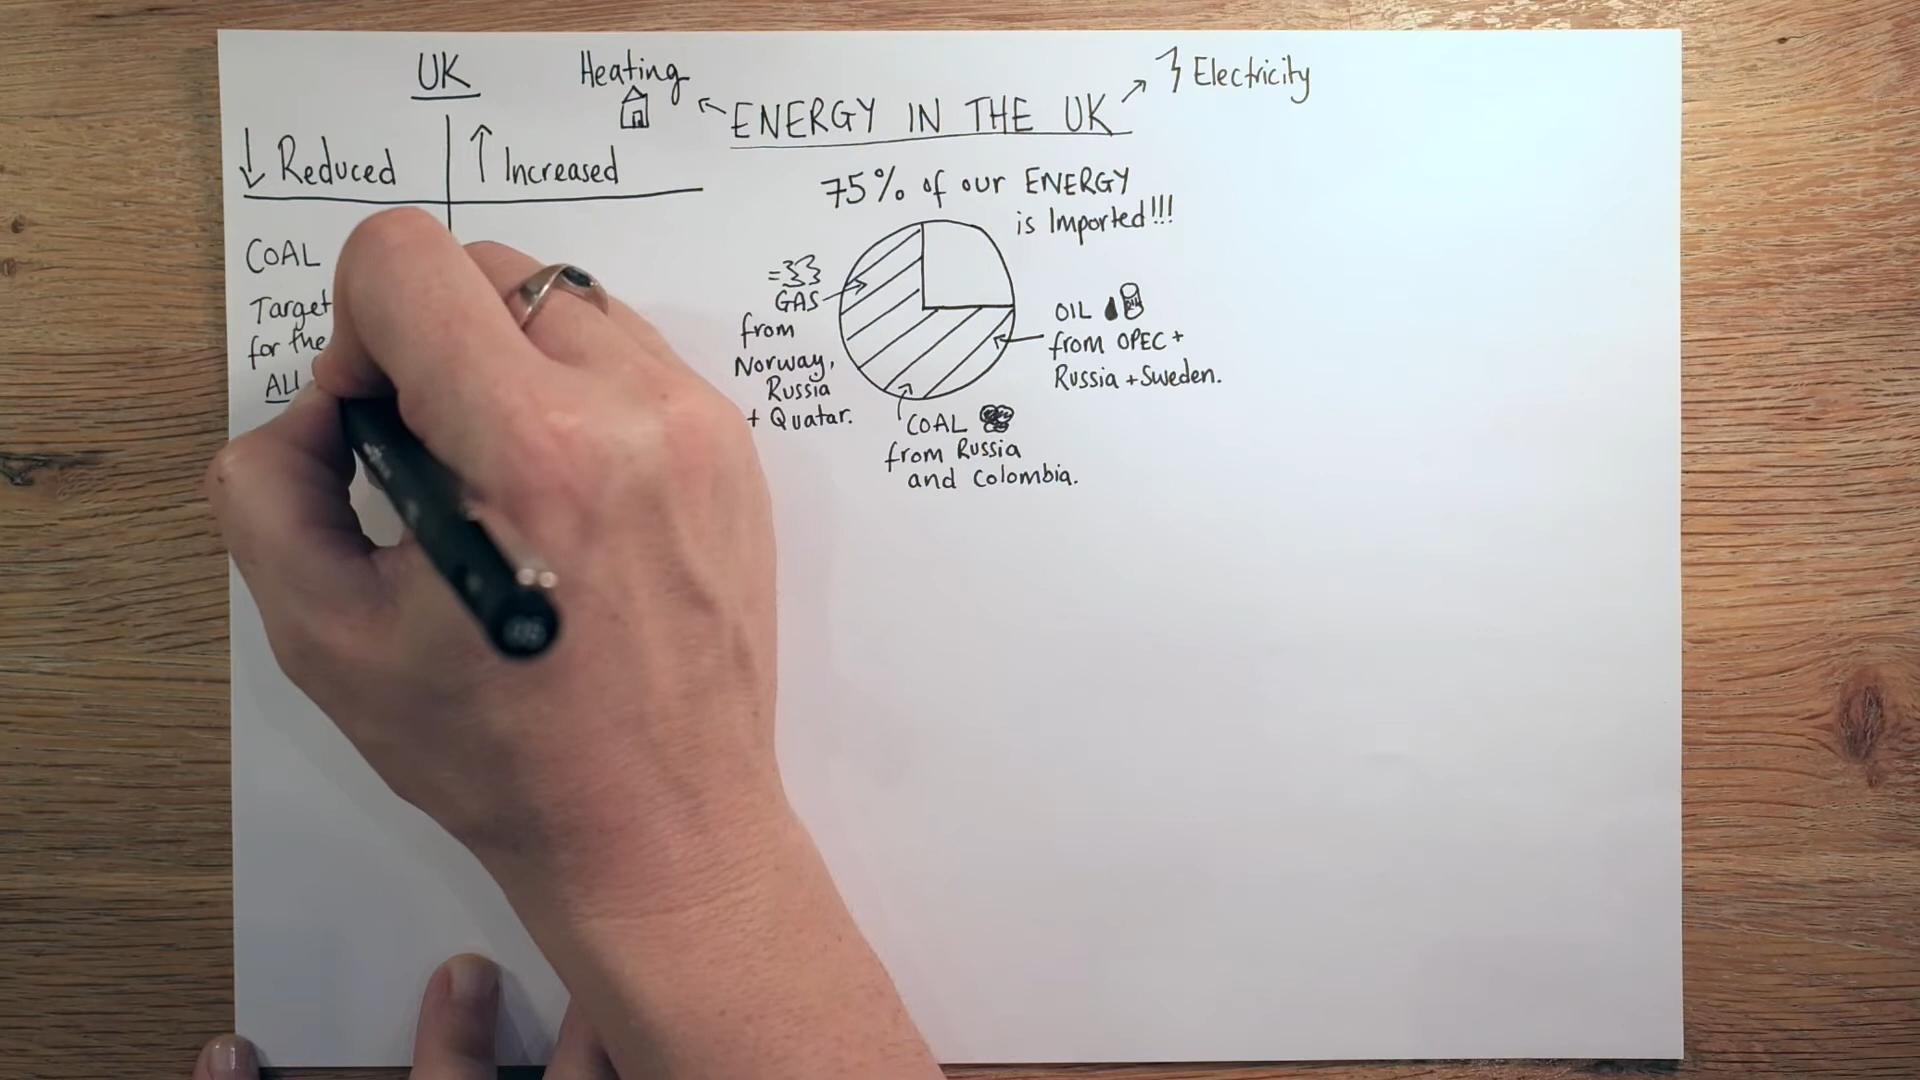 UK
↓ Reduced
↑ Increased
COAL
Target
for the
Heating
ENERGY IN THE UK
Electricity
75% of our ENERGY
is Imported!!!
GAS
from
Norway,
Russia
+ Quatar.
OIL
from OPEC +
Russia + Sweden.
COAL
from Russia
and Colombia.